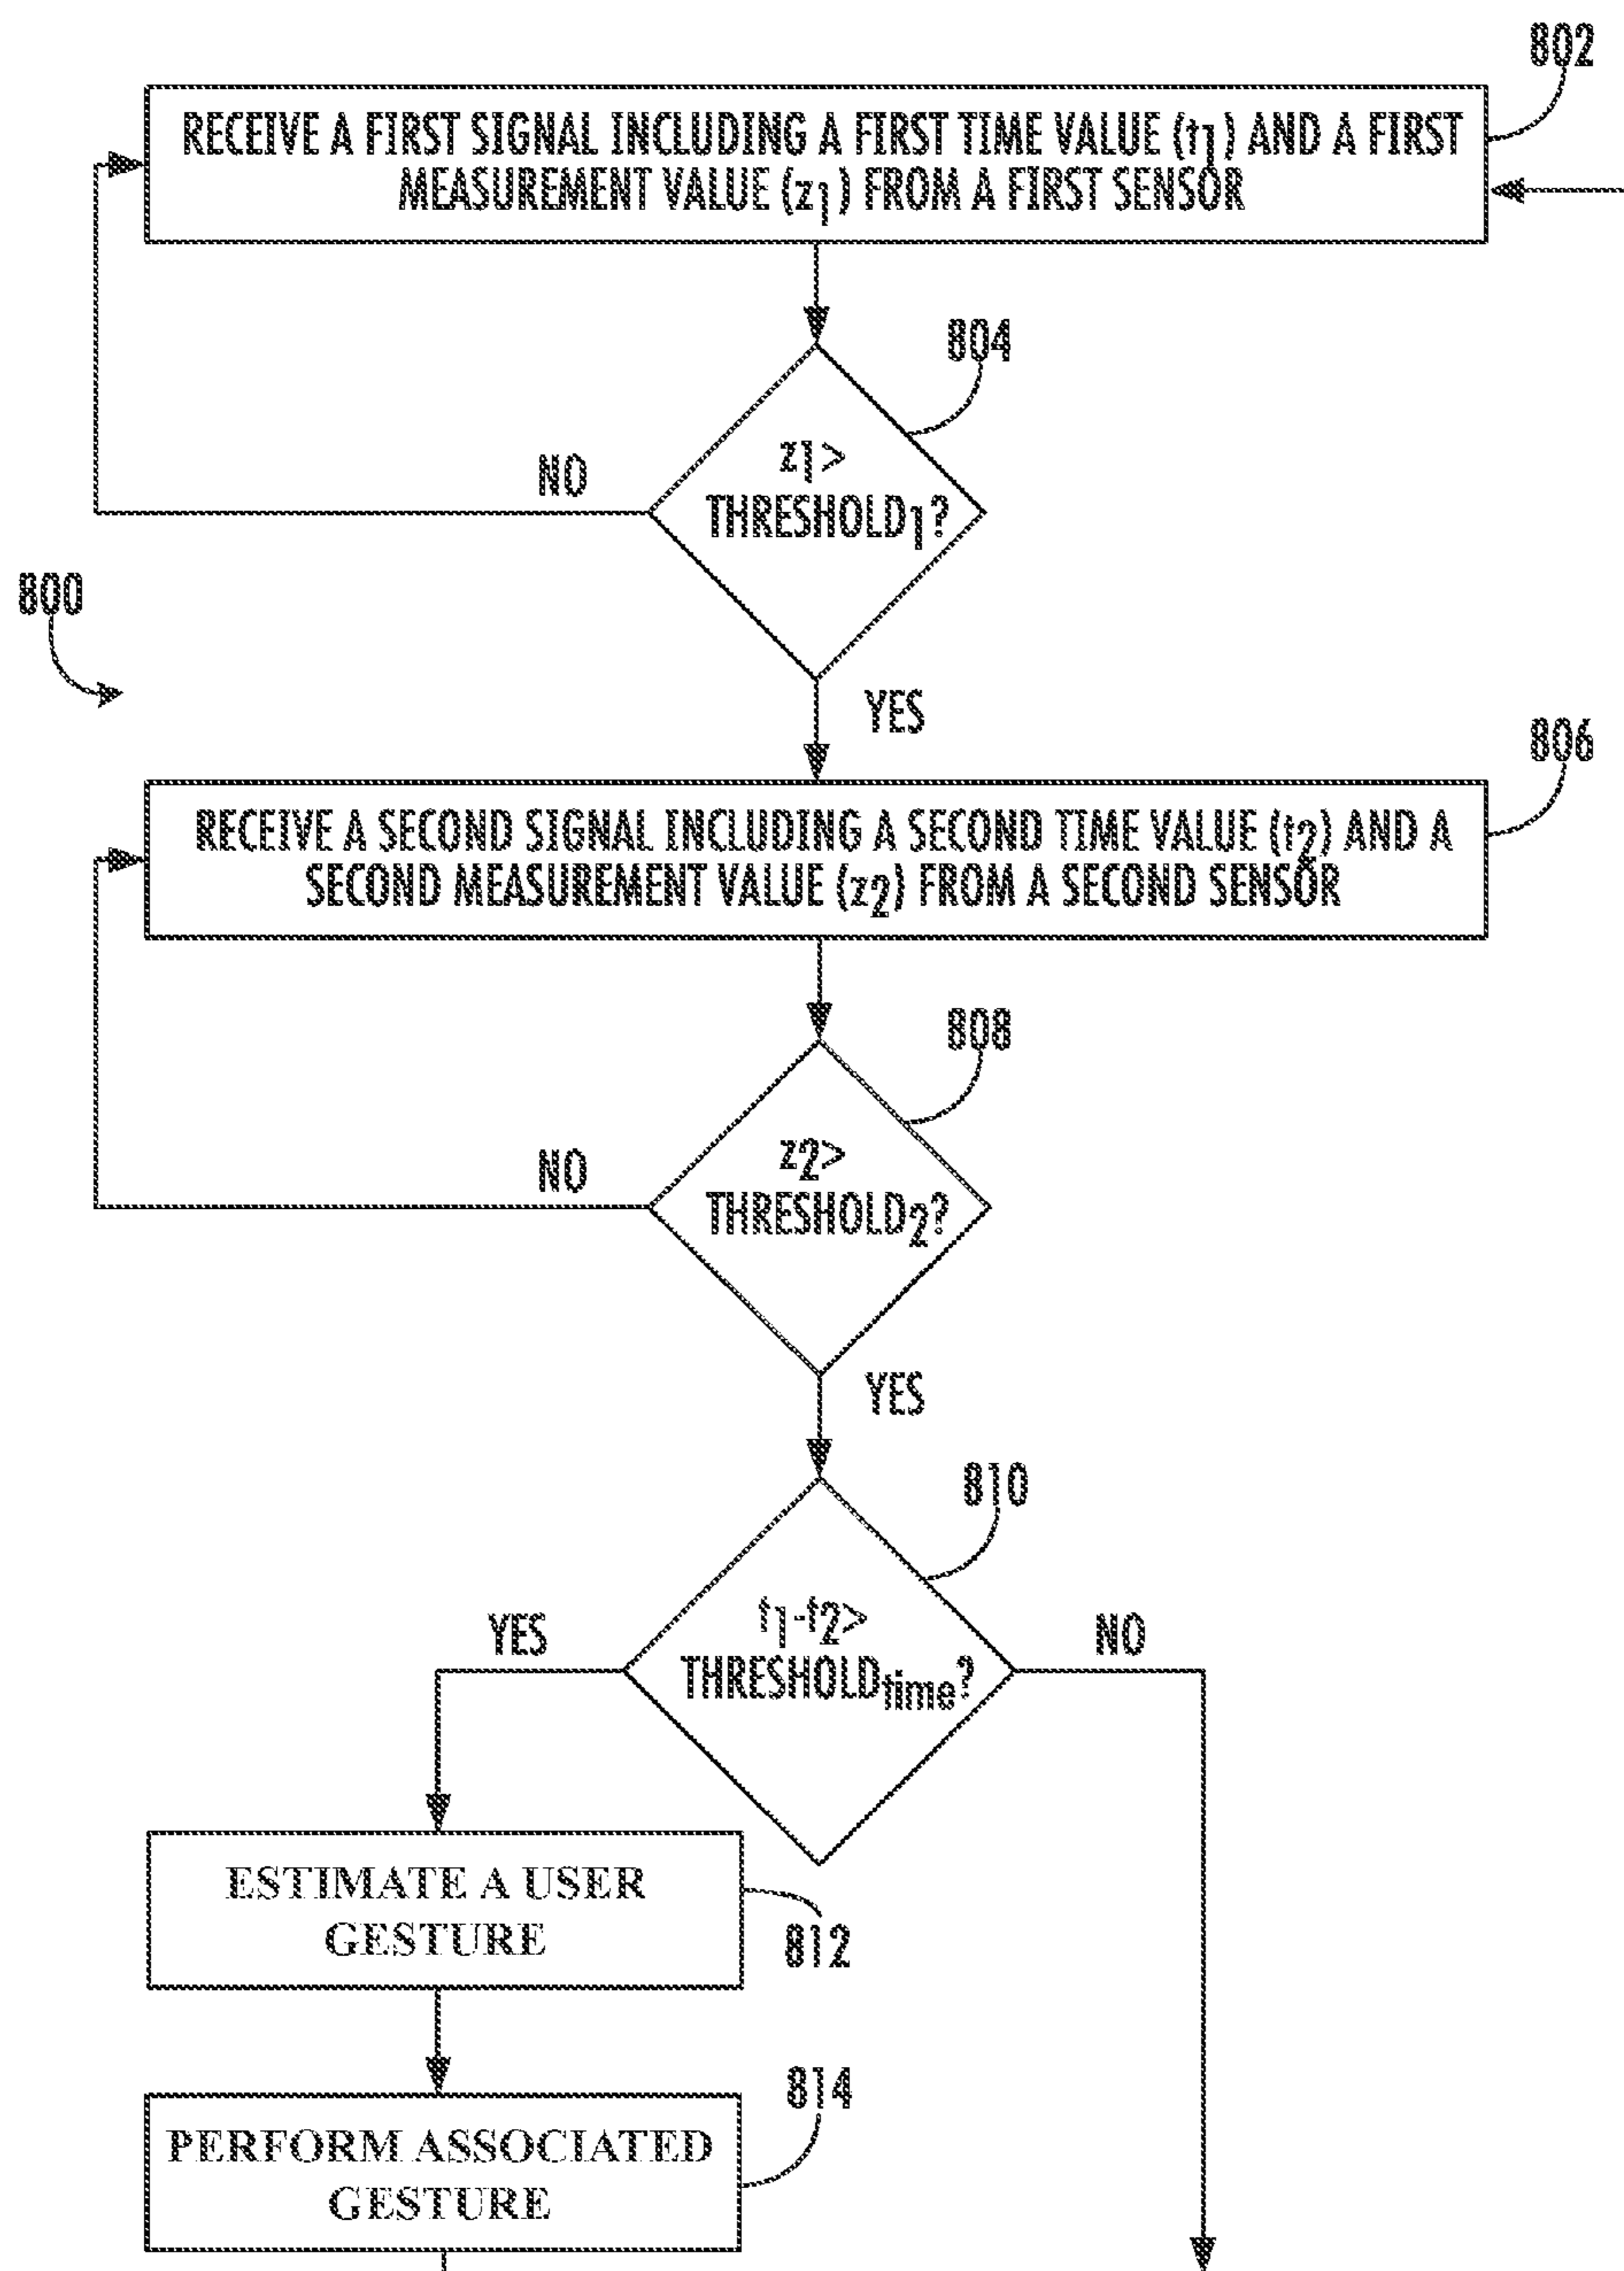 802
RECEIVE A FIRST SIGNAL INCLUDING A FIRST TIME VALUE (t1) AND A FIRST
MEASUREMENT VALUE (z1) FROM A FIRST SENSOR
804
z1>
THRESHOLD1?
NO
800
YES
806
RECEIVE A SECOND SIGNAL INCLUDING A SECOND TIME VALUE (t2) AND A
SECOND MEASUREMENT VALUE (z2) FROM A SECOND SENSOR
808
z2>
THRESHOLD2?
NO
YES
810
t1-t2>
THRESHOLDtime?
YES
NO
ESTIMATE A USER
GESTURE
812
814
PERFORM ASSOCIATED
GESTURE